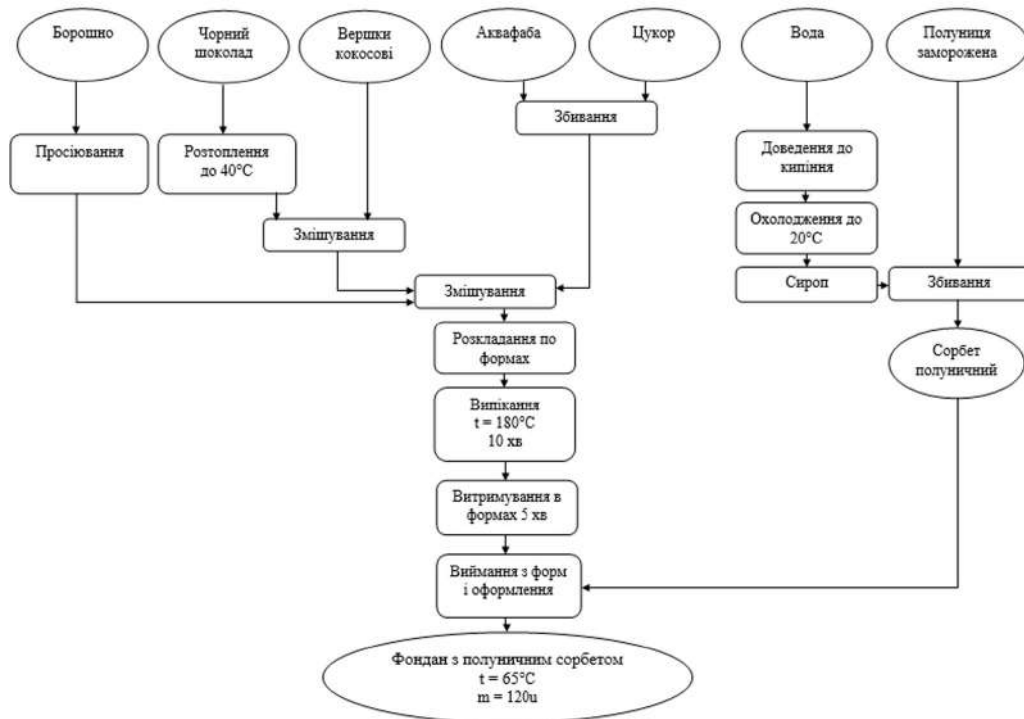 Борошно
Чорний
шоколад
Вершки
кокосові
Аквафаба
Цукор
Вода
Полуниця
заморожена
Збивання
Просіювання
Розтоплення
до 40°C
Доведення до
кипіння
Змішування
Охолодження до
20°C
Змішування
Сироп
Збивання
Розкладання по
формах
Сорбет
полуничний
Випікання
t = 180°C
10 хв
Витримування в
формах 5 хв
Виймання з форм
і оформлення
Фондан з полуничним сорбетом
t = 65°C
m = 120u